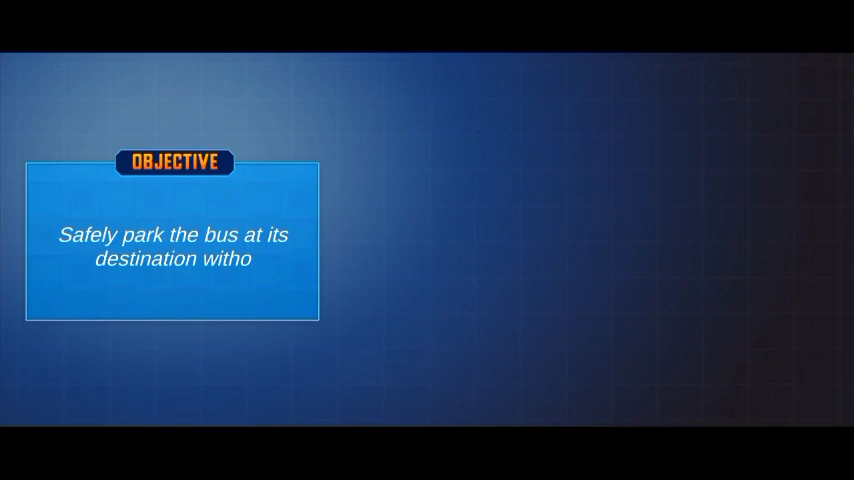 OBJECTIVE
Safely park the bus at its
destination witho